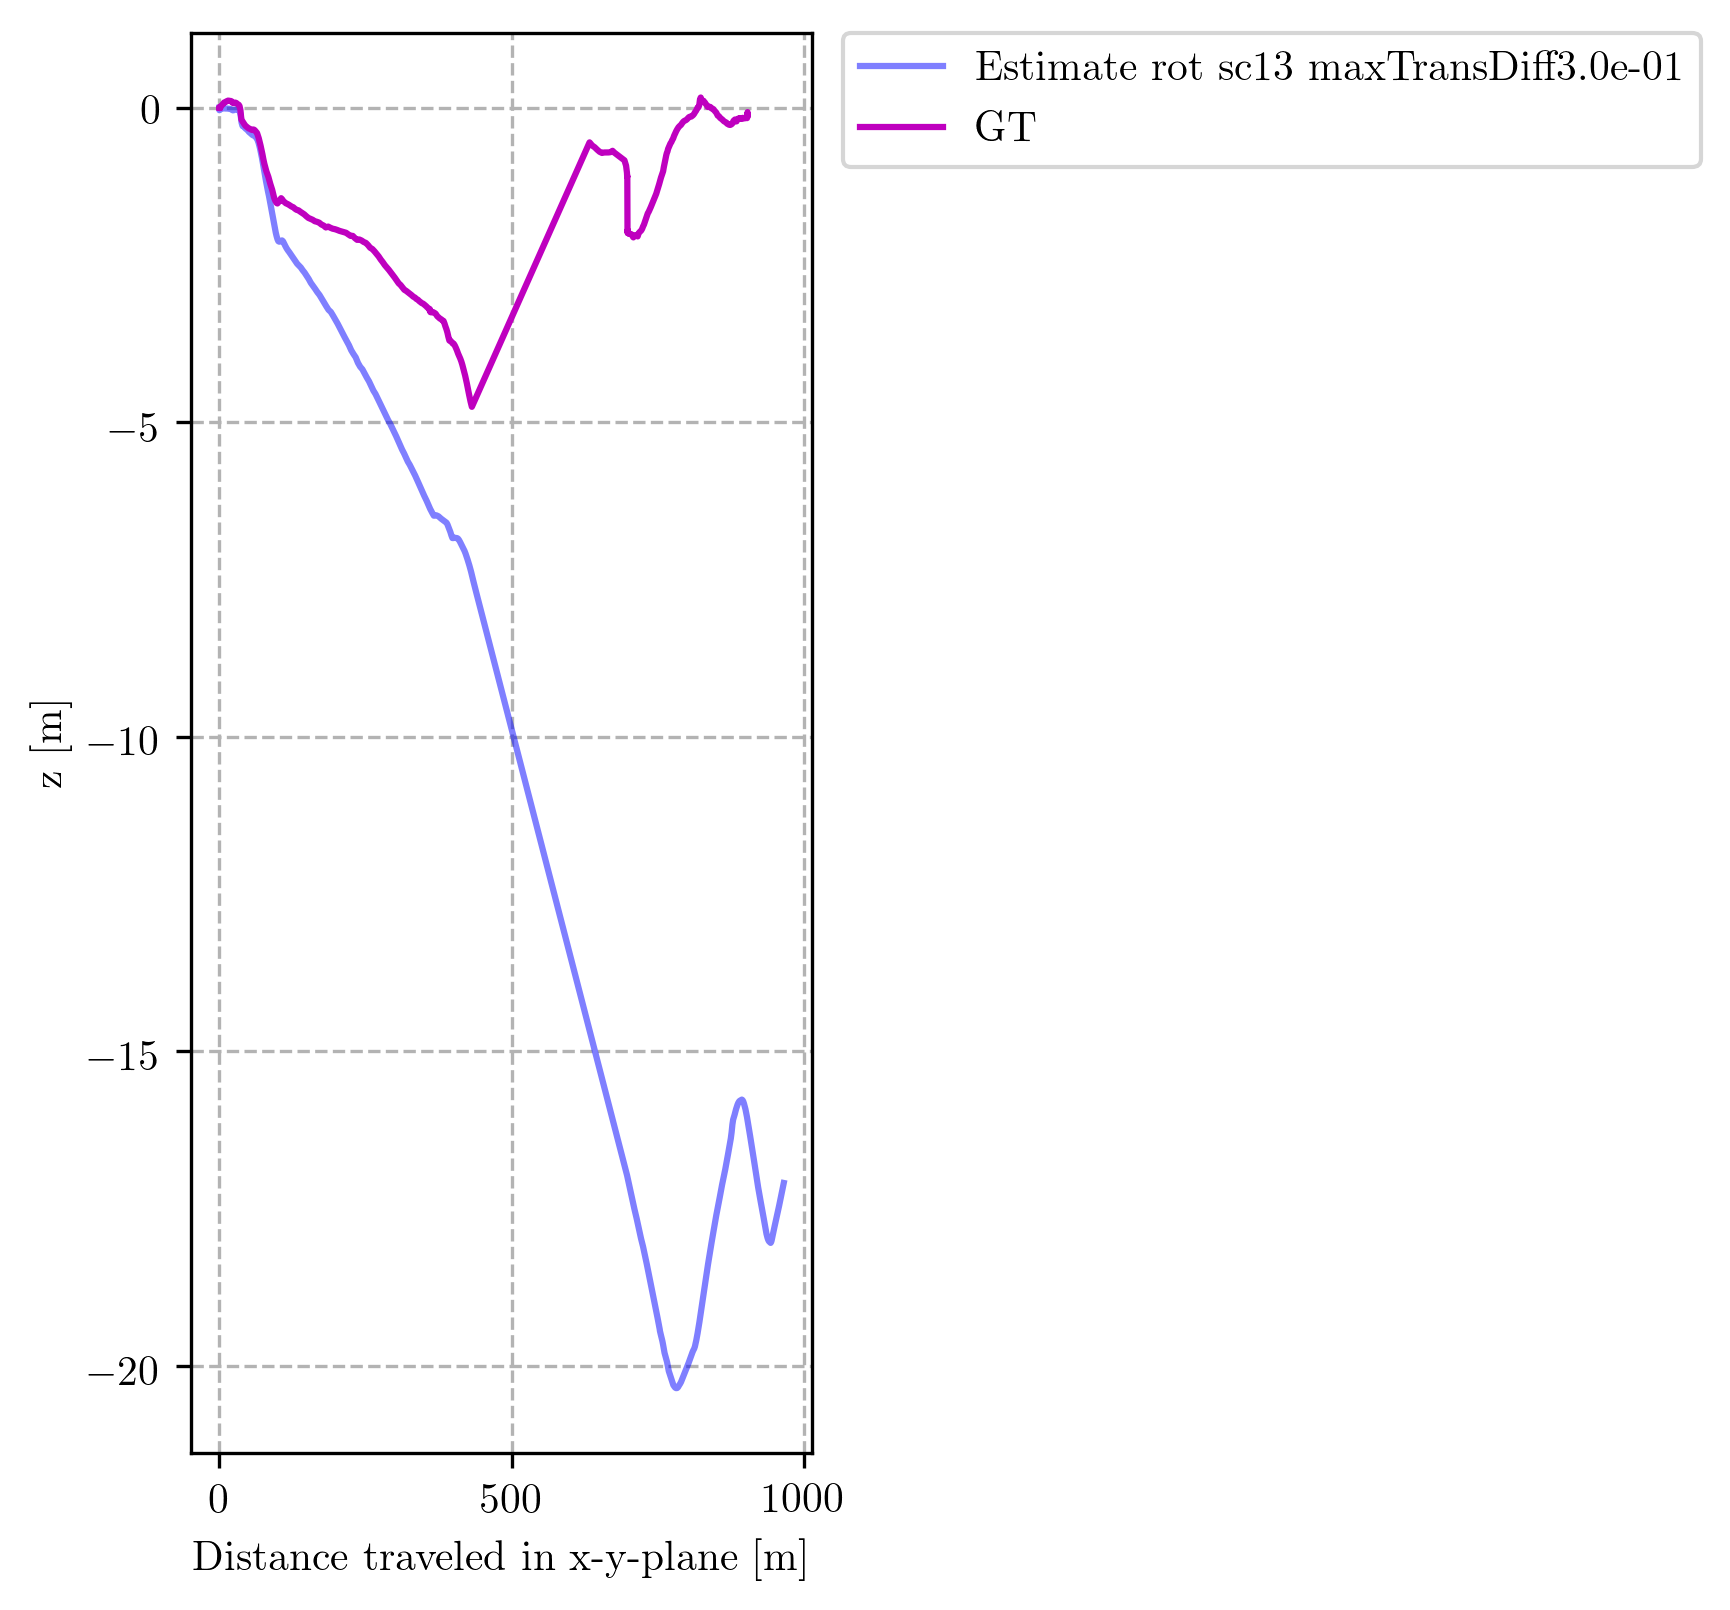 Estimate rot sc13 maxTransDiff3.0e-01
GT
0
−5
−10
−15
−20
z [m]
0 500 1000
Distance traveled in x-y-plane [m]